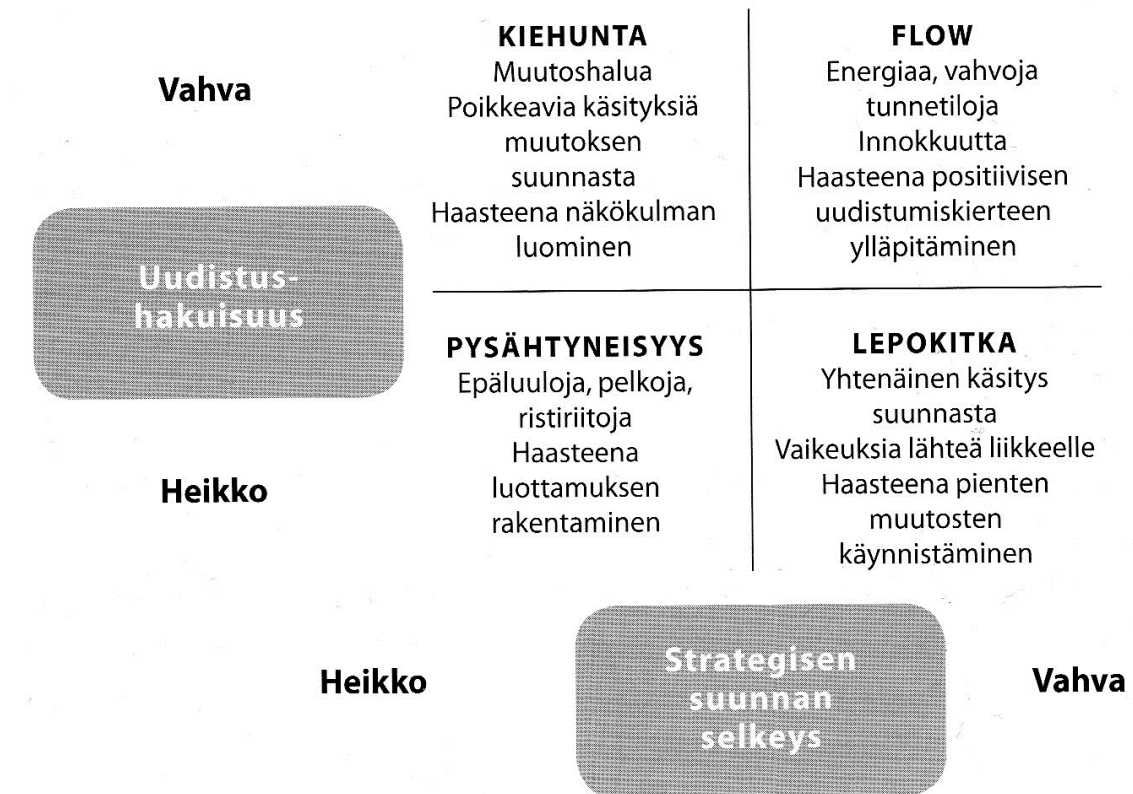 Vahva
KIEHUNTA
Muutoshalua
Poikkeavia käsityksiä
muutoksen
suunnasta
Haasteena näkökulman
luominen
FLOW
Energiaa, vahvoja
tunnetiloja
Innokkuutta
Haasteena positiivisen
uudistumiskierteen
ylläpitäminen
Uudistus-
hakuisuus
Heikko
PYSÄHTYNEISYYS
Epäluuloja, pelkoja,
ristiriitoja
Haasteena
luottamuksen
rakentaminen
LEPOKITKA
Yhtenäinen käsitys
suunnasta
Vaikeuksia lähteä liikkeelle
Haasteena pienten
muutosten
käynnistäminen
Heikko
Strategisen
suunnan
selkeys
Vahva